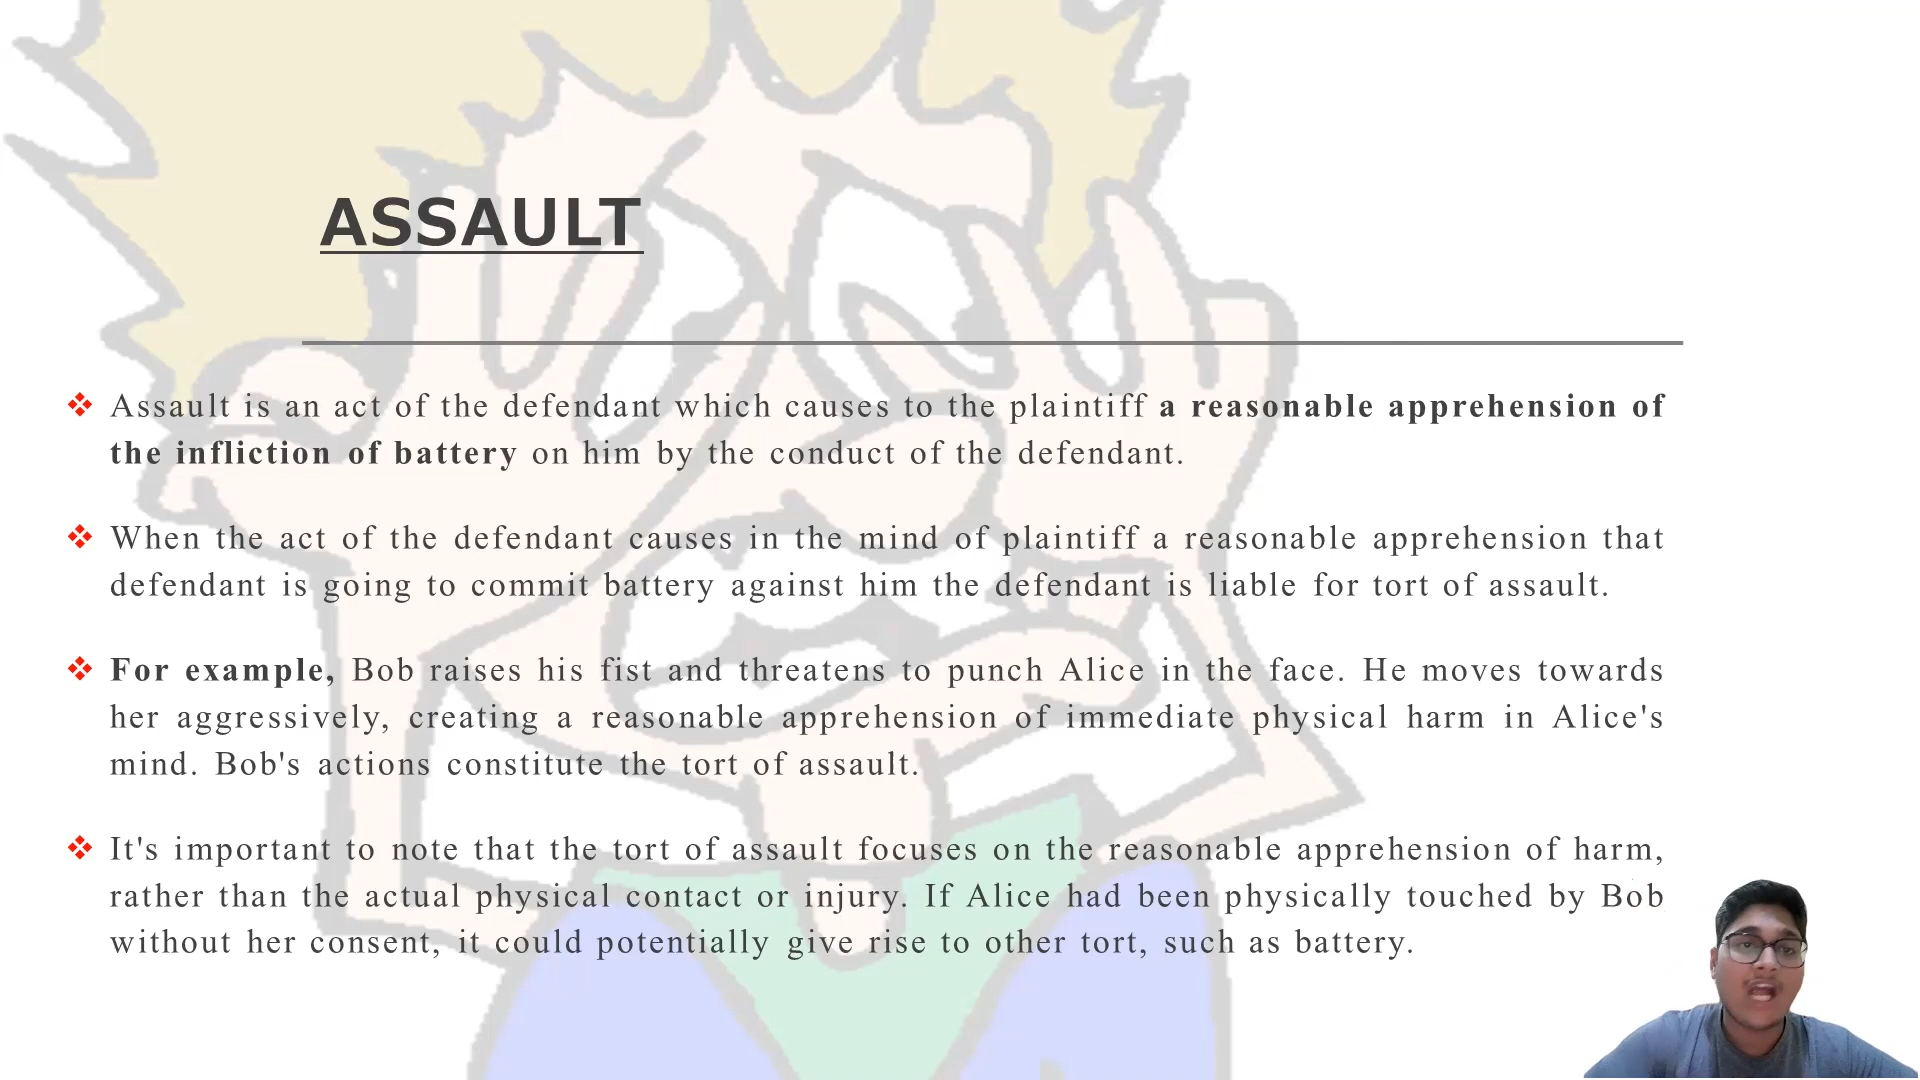 ASSAULT
Assault is an act of the defendant which causes to the plaintiff a reasonable apprehension of
the infliction of battery on him by the conduct of the defendant.
When the act of the defendant causes in the mind of plaintiff a reasonable apprehension that
defendant is going to commit battery against him the defendant is liable for tort of assault.
For example, Bob raises his fist and threatens to punch Alice in the face. He moves towards
her aggressively, creating a reasonable apprehension of immediate physical harm in Alice's
mind. Bob's actions constitute the tort of assault.
It's important to note that the tort of assault focuses on the reasonable apprehension of harm,
rather than the actual physical contact or injury. If Alice had been physically touched by Bob
without her consent, it could potentially give rise to other tort, such as battery.